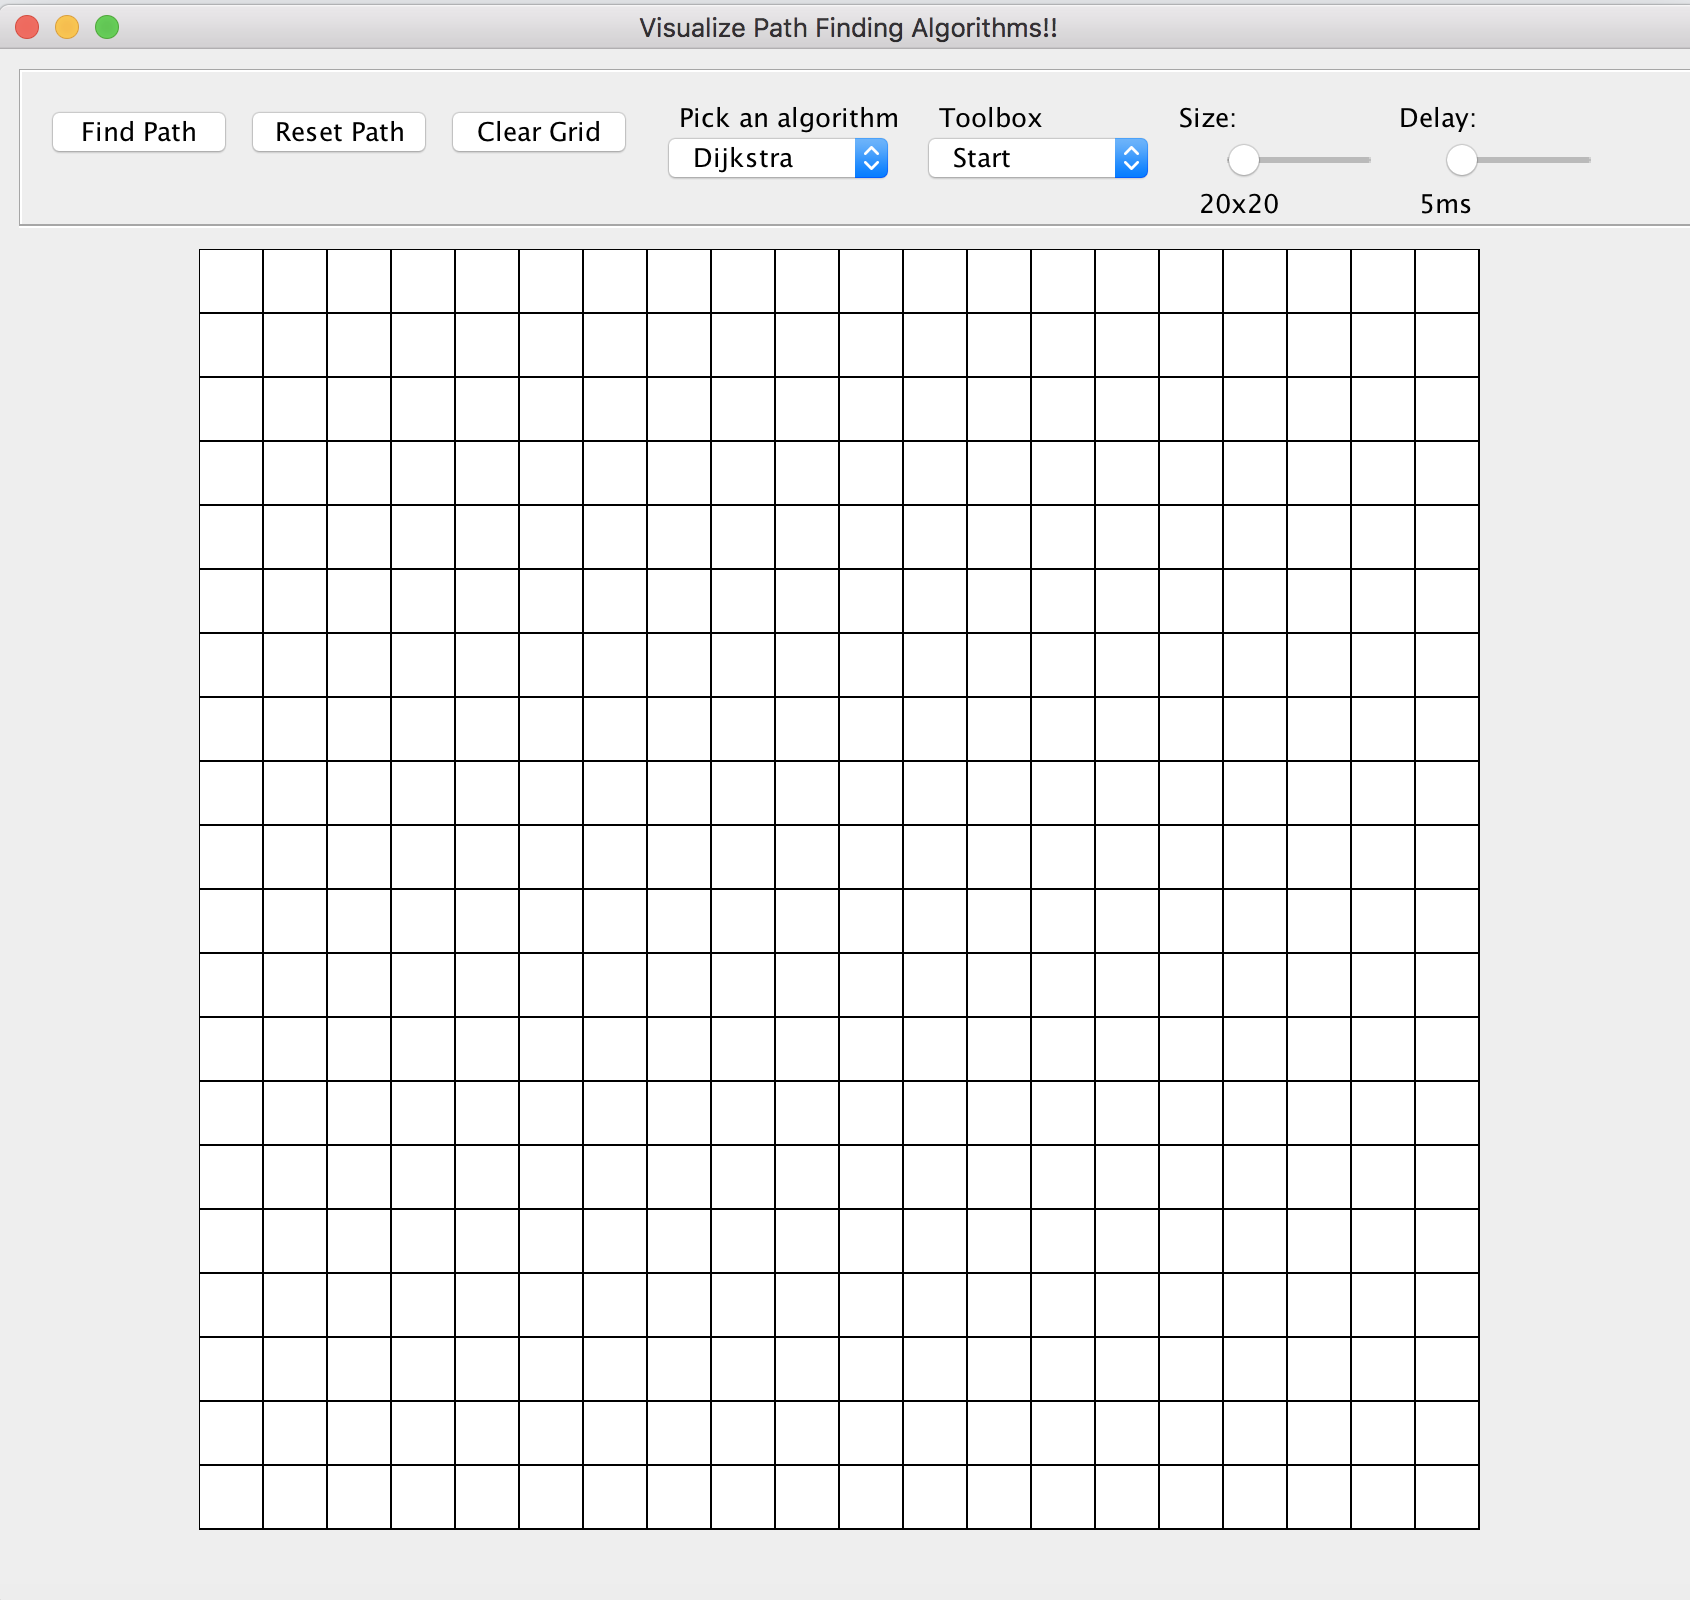 Visualize Path Finding Algorithms!!
Find Path
Reset Path
Clear Grid
Pick an algorithm
Dijkstra
Toolbox
Start
Size:
20x20
Delay:
5ms